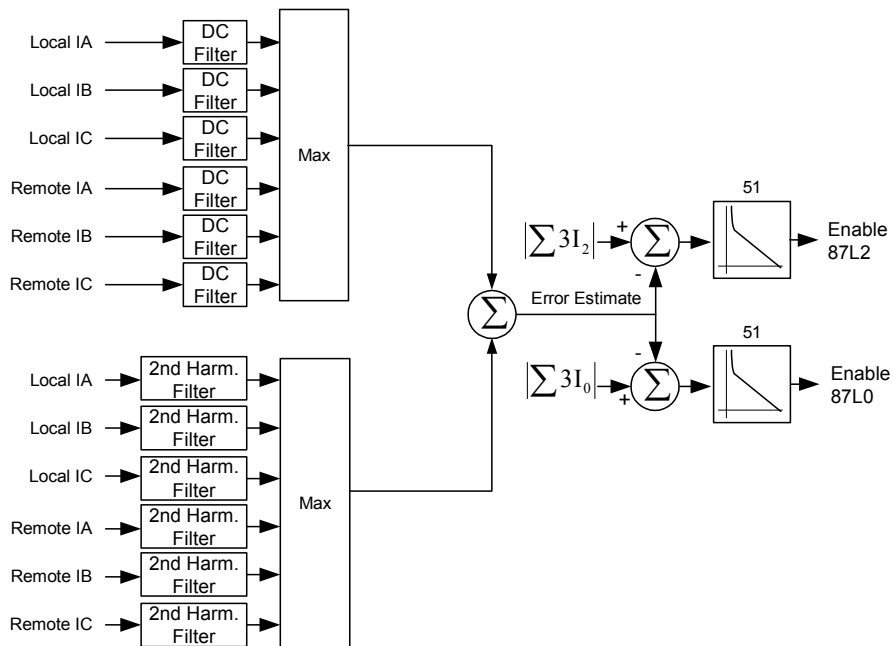 Local IA
DC
Filter
Local IB
DC
Filter
Local IC
DC
Filter
Remote IA
DC
Filter
Remote IB
DC
Filter
Remote IC
DC
Filter
Max
Local IA
2nd Harm.
Filter
Local IB
2nd Harm.
Filter
Local IC
2nd Harm.
Filter
Remote IA
2nd Harm.
Filter
Remote IB
2nd Harm.
Filter
Remote IC
2nd Harm.
Filter
Max
∑
Error Estimate
|∑3I₂|
+
-
∑
51
Enable
87L2
|∑3I₀|
+
-
∑
51
Enable
87L0